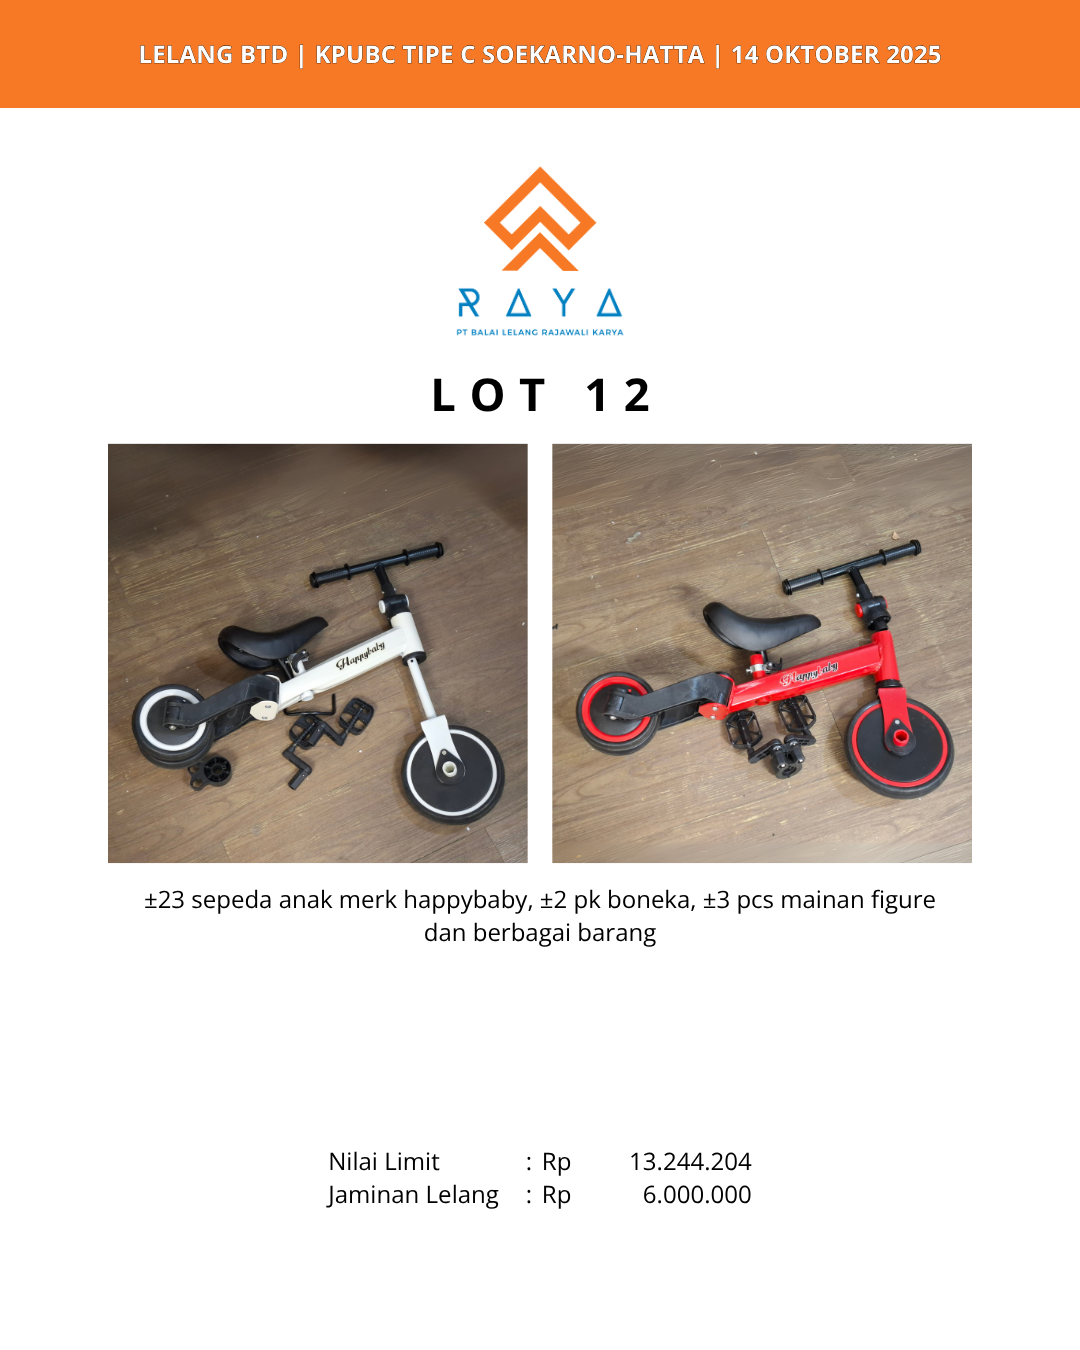 LELANG BTD | KPUBC TIPE C SOEKARNO-HATTA | 14 OKTOBER 2025
RAYA
PT BALAI LELANG RAJAWALI KARYA
LOT 12
Happybaby
Happybaby
±23 sepeda anak merk happybaby, ±2 pk boneka, ±3 pcs mainan figure
dan berbagai barang
Nilai Limit : Rp 13.244.204
Jaminan Lelang : Rp 6.000.000